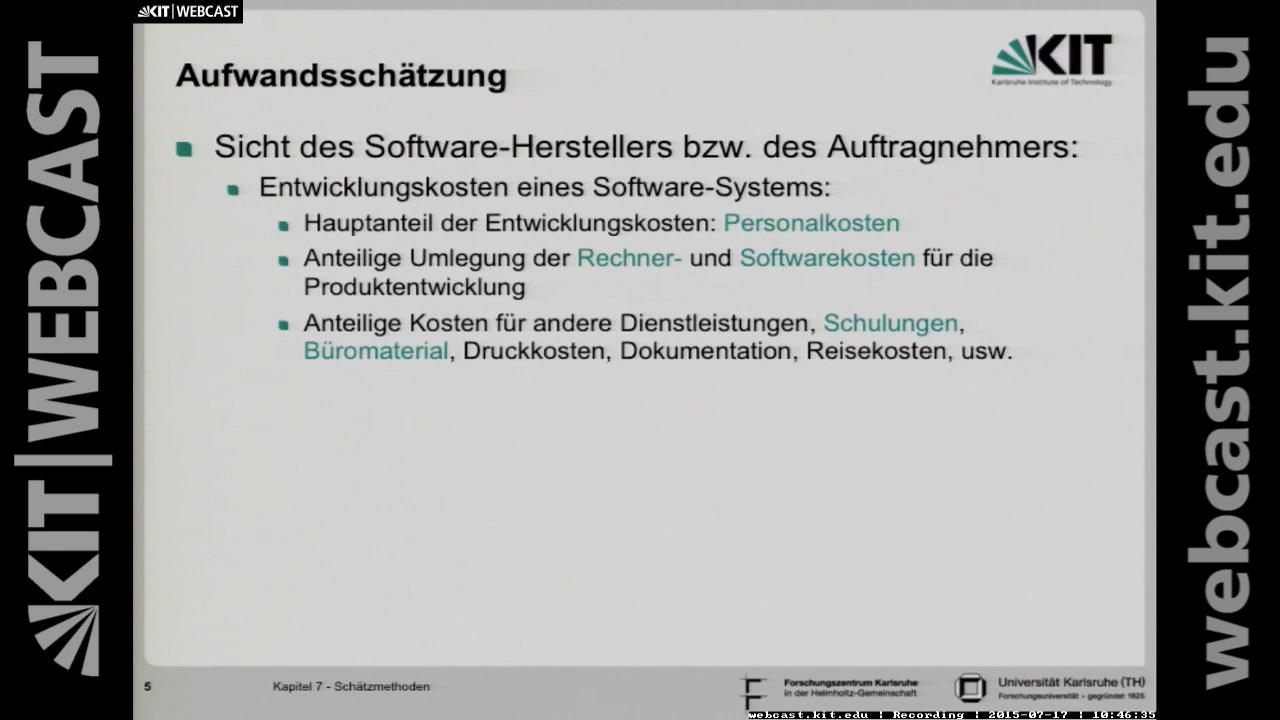 KIT|WEBCAST
KIT|WEBCAST
webcast.kit.edu
KIT
Karlsruhe Institute of Technology
Aufwandsschätzung
Sicht des Software-Herstellers bzw. des Auftragnehmers:
Entwicklungskosten eines Software-Systems:
Hauptanteil der Entwicklungskosten: Personalkosten
Anteilige Umlegung der Rechner- und Softwarekosten für die
Produktentwicklung
Anteilige Kosten für andere Dienstleistungen, Schulungen,
Büromaterial, Druckkosten, Dokumentation, Reisekosten, usw.
5
Kapitel 7 - Schätzmethoden
Forschungszentrum Karlsruhe
in der Helmholtz-Gemeinschaft
Universität Karlsruhe (TH)
Forschungsuniversität • gegründet 1825
webcast.kit.edu | Recording | 2015-07-17 | 10:46:35